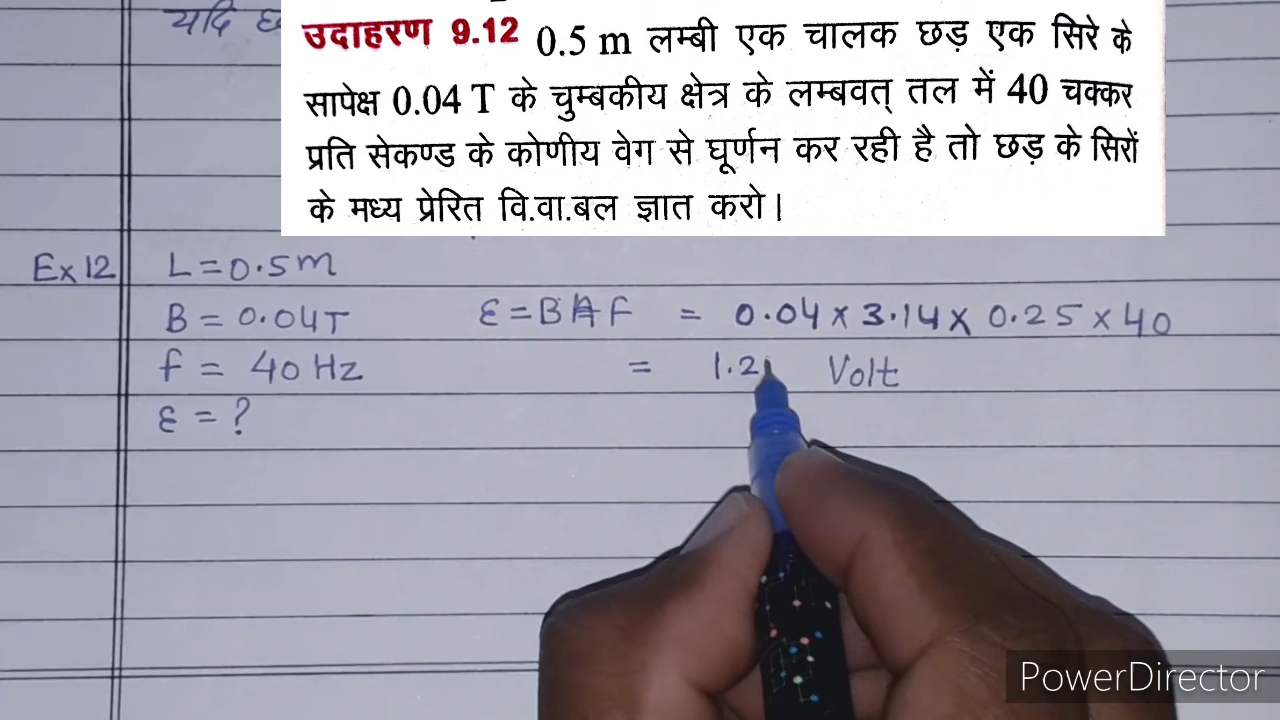 यदि
उदाहरण 9.12 0.5 m लम्बी एक चालक छड़ एक सिरे के
सापेक्ष 0.04 T के चुम्बकीय क्षेत्र के लम्बवत् तल में 40 चक्कर
प्रति सेकण्ड के कोणीय वेग से घूर्णन कर रही है तो छड़ के सिरों
के मध्य प्रेरित वि.वा.बल ज्ञात करो।
Ex 12 L = 0.5 m
B = 0.04T ε = BAF = 0.04 x 3.14 x 0.25 x 40
f = 40 Hz = 1.2 Volt
ε = ?
PowerDirector